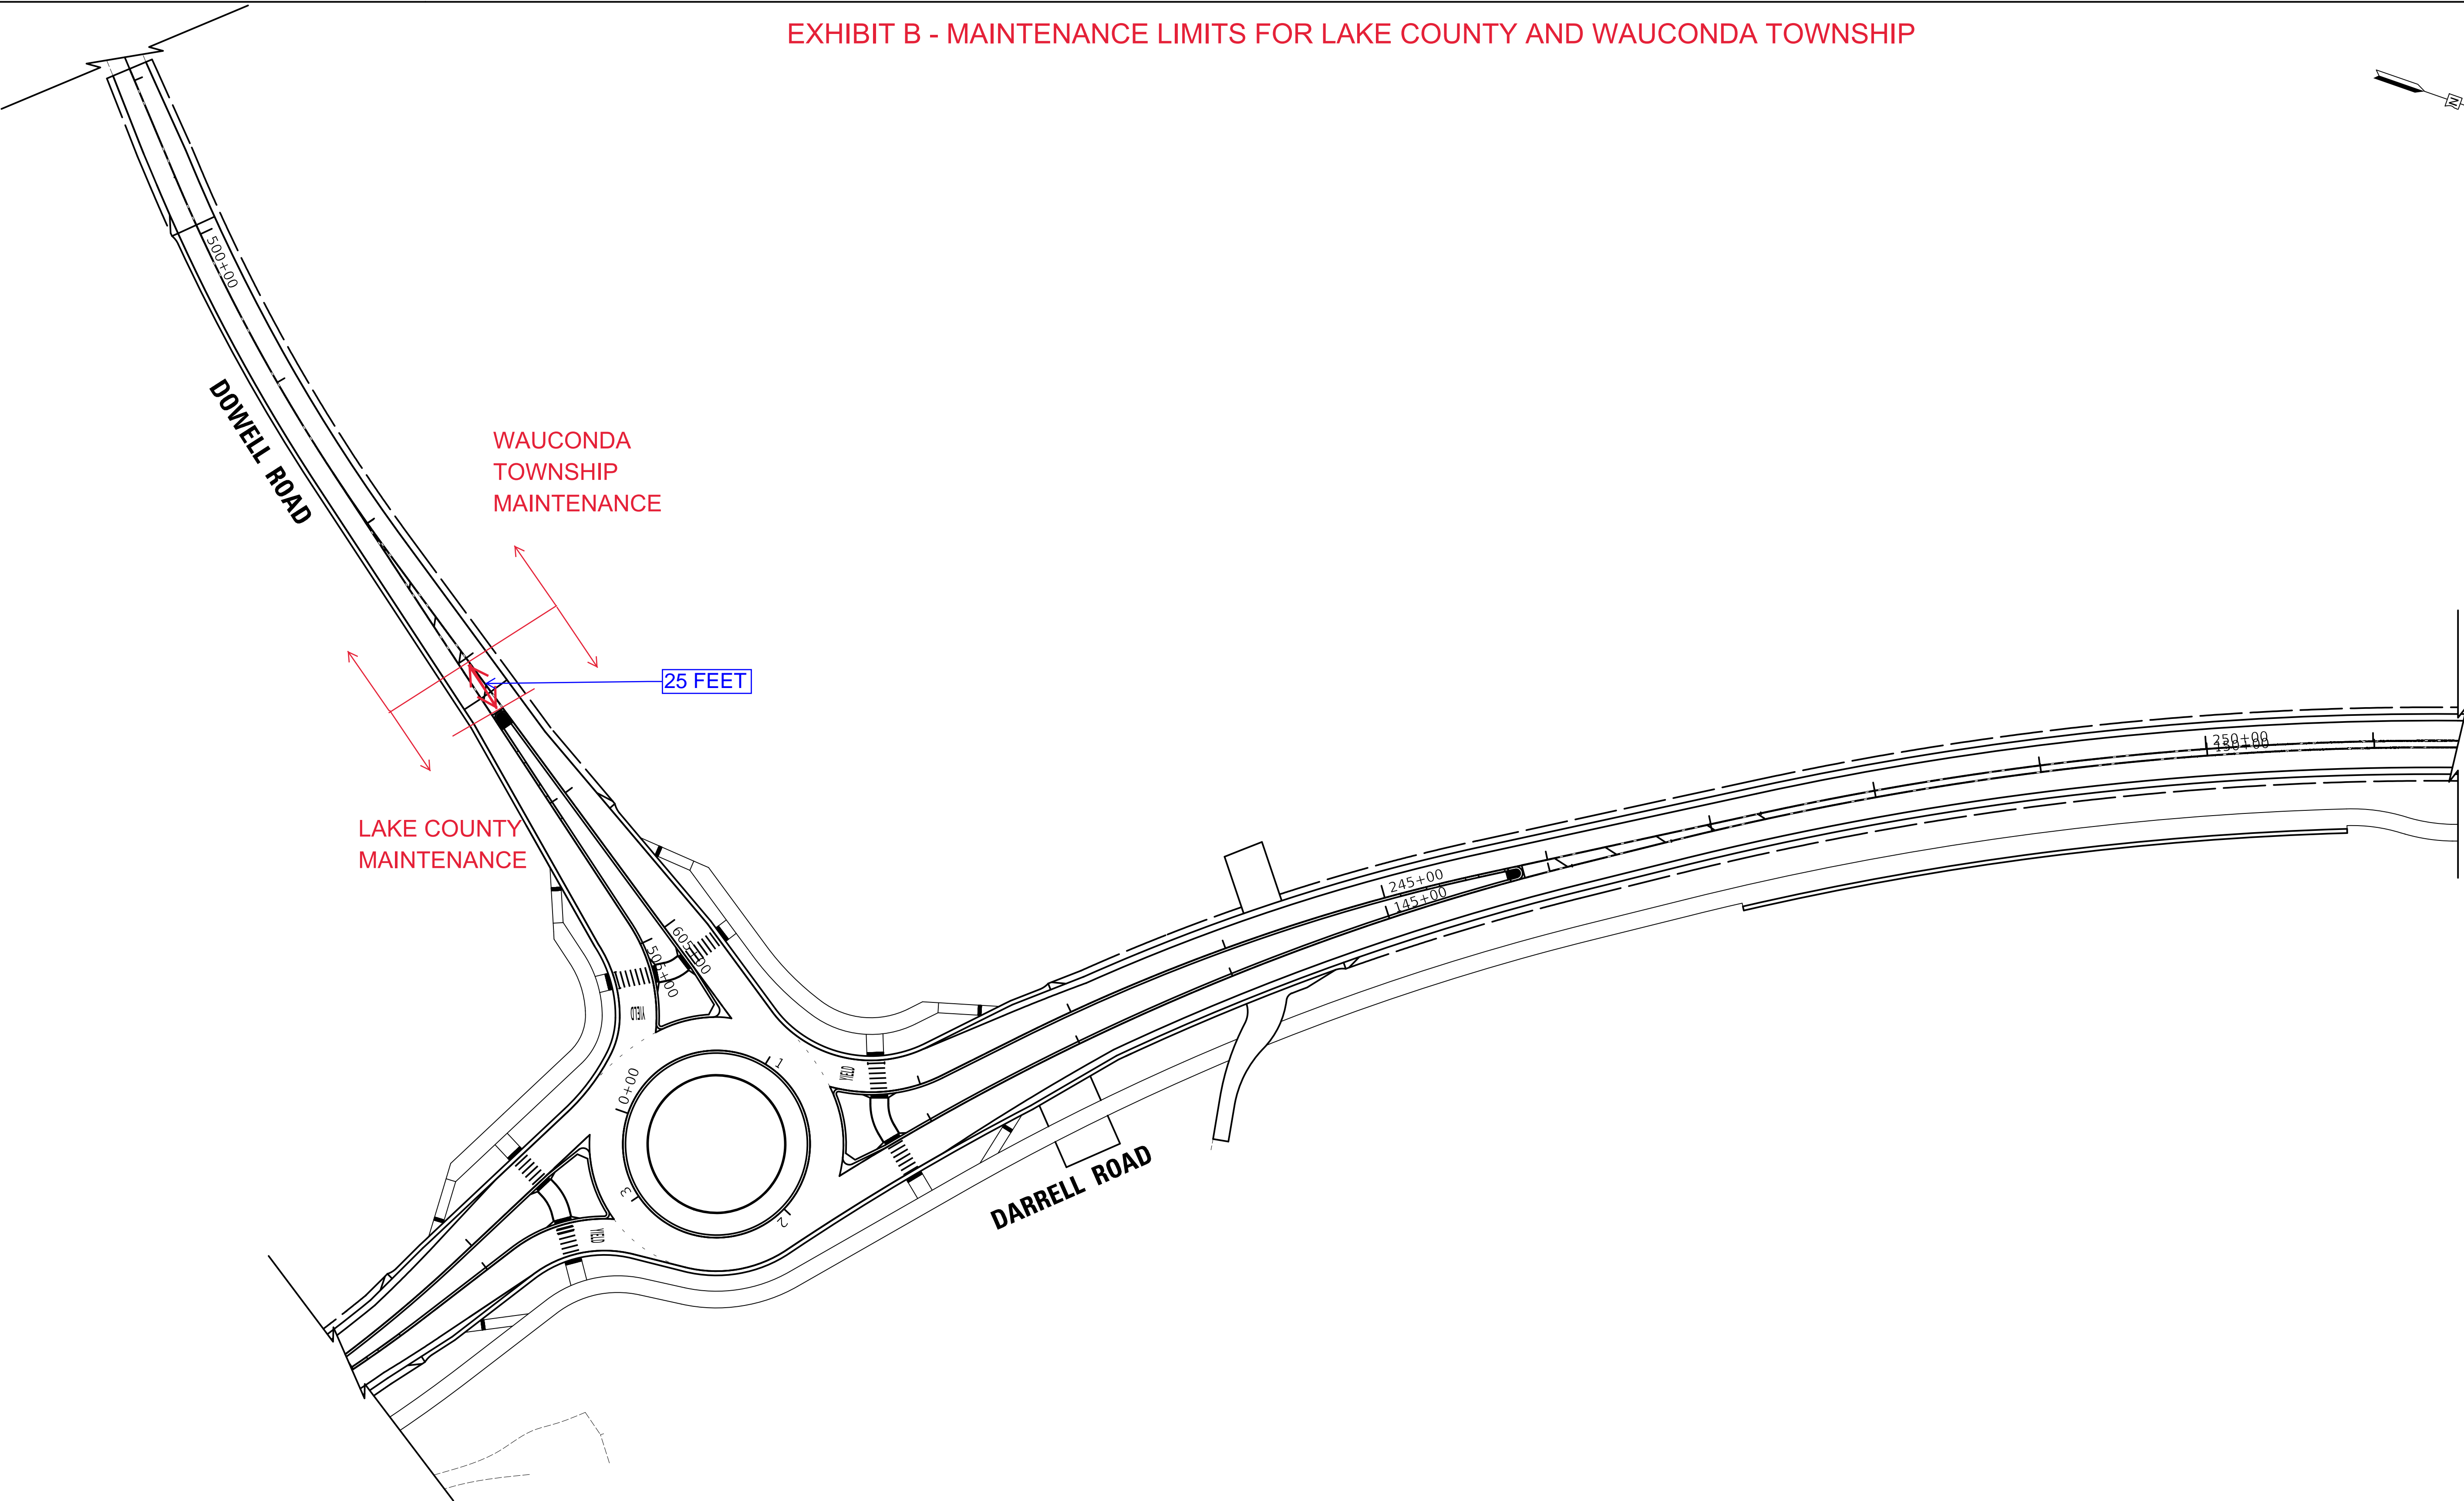 EXHIBIT B - MAINTENANCE LIMITS FOR LAKE COUNTY AND WAUCONDA TOWNSHIP
N
500+00
DOWELL ROAD
WAUCONDA
TOWNSHIP
MAINTENANCE
25 FEET
LAKE COUNTY
MAINTENANCE
250+00
150+00
245+00
145+00
605+00
505+00
YIELD
YIELD
0+00
1
2
3
YIELD
DARRELL ROAD